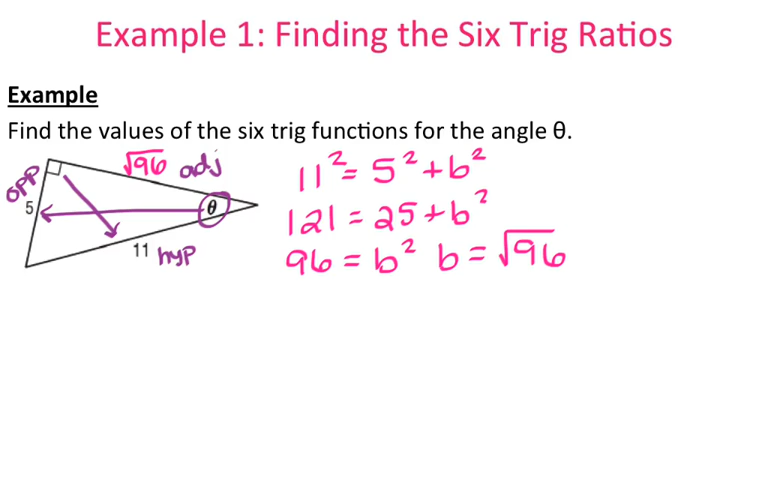 Example 1: Finding the Six Trig Ratios
Example
Find the values of the six trig functions for the angle θ.
opp
√96 adj
5
θ
11 hyp
11² = 5² + b²
121 = 25 + b²
96 = b² b = √96